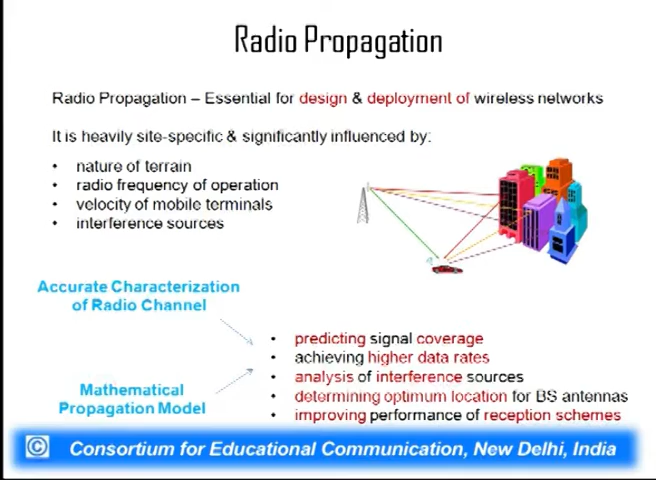 Radio Propagation
Radio Propagation – Essential for design & deployment of wireless networks
It is heavily site-specific & significantly influenced by:
• nature of terrain
• radio frequency of operation
• velocity of mobile terminals
• interference sources
Accurate Characterization
of Radio Channel
Mathematical
Propagation Model
• predicting signal coverage
• achieving higher data rates
• analysis of interference sources
• determining optimum location for BS antennas
• improving performance of reception schemes
© Consortium for Educational Communication, New Delhi, India